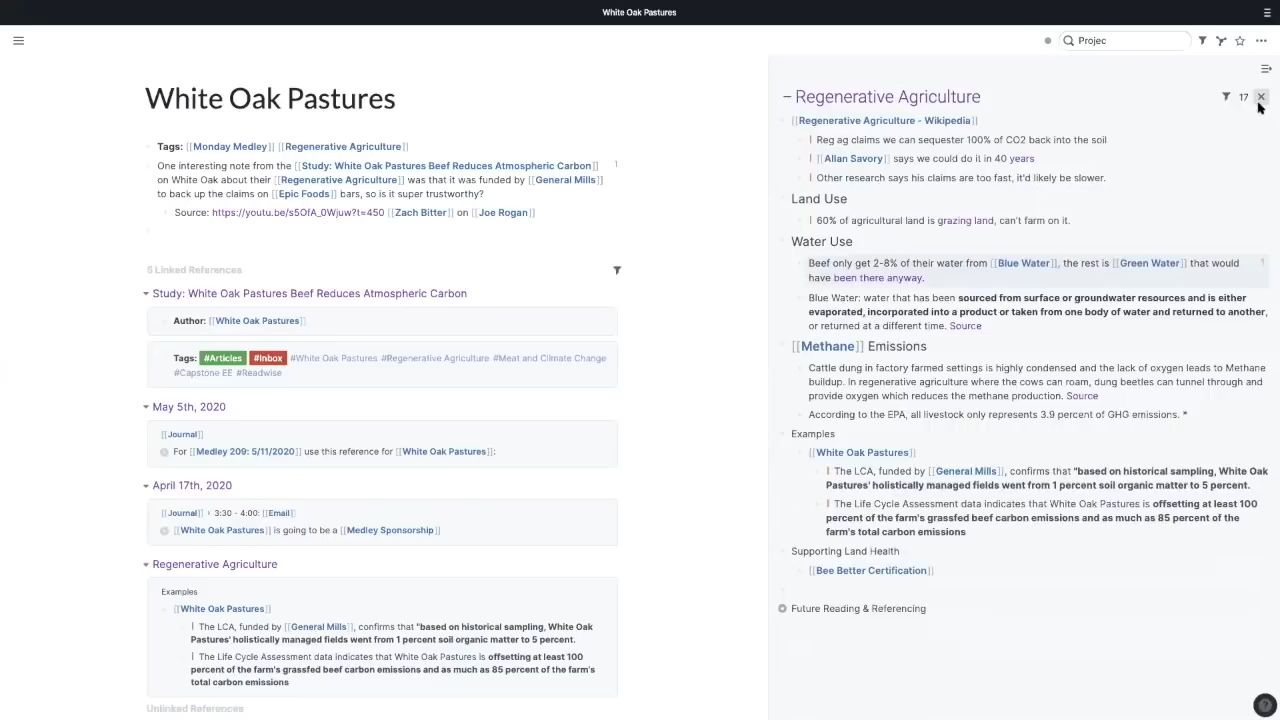 White Oak Pastures
Projec
White Oak Pastures
Tags: [[Monday Medley]] [[Regenerative Agriculture]]
One interesting note from the [[Study: White Oak Pastures Beef Reduces Atmospheric Carbon]] 1
on White Oak about their [[Regenerative Agriculture]] was that it was funded by [[General Mills]]
to back up the claims on [[Epic Foods]] bars, so is it super trustworthy?
Source: https://youtu.be/s5OfA_0Wjuw?t=450 [[Zach Bitter]] on [[Joe Rogan]]
5 Linked References
Study: White Oak Pastures Beef Reduces Atmospheric Carbon
Author: [[White Oak Pastures]]
Tags: #Articles #Inbox #White Oak Pastures #Regenerative Agriculture #Meat and Climate Change
#Capstone EE #Readwise
May 5th, 2020
[[Journal]]
For [[Medley 209: 5/11/2020]] use this reference for [[White Oak Pastures]]:
April 17th, 2020
[[Journal]] › 3:30 - 4:00: [[Email]]
[[White Oak Pastures]] is going to be a [[Medley Sponsorship]]
Regenerative Agriculture
Examples
[[White Oak Pastures]]
| The LCA, funded by [[General Mills]], confirms that "based on historical sampling, White Oak
Pastures' holistically managed fields went from 1 percent soil organic matter to 5 percent.
| The Life Cycle Assessment data indicates that White Oak Pastures is offsetting at least 100
percent of the farm's grassfed beef carbon emissions and as much as 85 percent of the farm's
total carbon emissions
Unlinked References
Regenerative Agriculture 17
[[Regenerative Agriculture - Wikipedia]]
| Reg ag claims we can sequester 100% of CO2 back into the soil
| [[Allan Savory]] says we could do it in 40 years
| Other research says his claims are too fast, it'd likely be slower.
Land Use
| 60% of agricultural land is grazing land, can't farm on it.
Water Use
Beef only get 2-8% of their water from [[Blue Water]], the rest is [[Green Water]] that would 1
have been there anyway.
Blue Water: water that has been sourced from surface or groundwater resources and is either
evaporated, incorporated into a product or taken from one body of water and returned to another,
or returned at a different time. Source
[[Methane]] Emissions
Cattle dung in factory farmed settings is highly condensed and the lack of oxygen leads to Methane
buildup. In regenerative agriculture where the cows can roam, dung beetles can tunnel through and
provide oxygen which reduces the methane production. Source
According to the EPA, all livestock only represents 3.9 percent of GHG emissions. *
Examples
[[White Oak Pastures]]
| The LCA, funded by [[General Mills]], confirms that "based on historical sampling, White Oak
Pastures' holistically managed fields went from 1 percent soil organic matter to 5 percent.
| The Life Cycle Assessment data indicates that White Oak Pastures is offsetting at least 100
percent of the farm's grassfed beef carbon emissions and as much as 85 percent of the
farm's total carbon emissions
Supporting Land Health
[[Bee Better Certification]]
Future Reading & Referencing
?